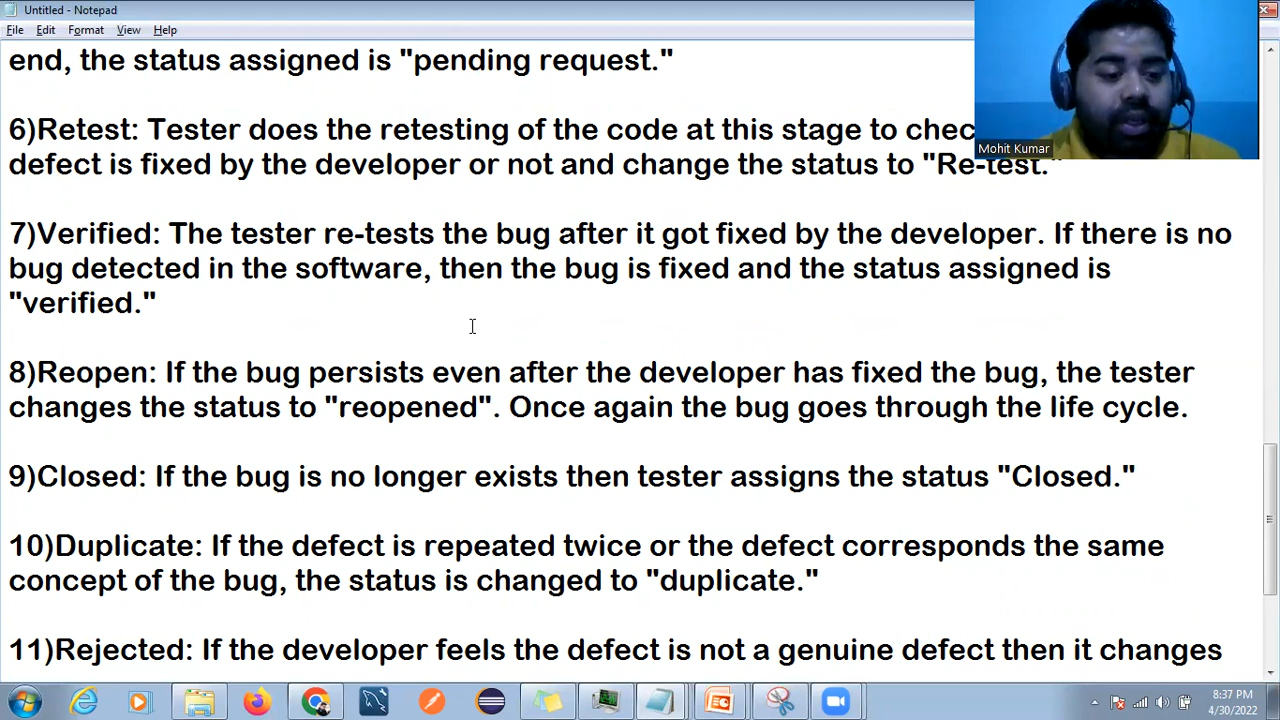 Untitled - Notepad
File Edit Format View Help
end, the status assigned is "pending request."
6)Retest: Tester does the retesting of the code at this stage to
defect is fixed by the developer or not and change the status to "Re-test."
Mohit Kumar
7)Verified: The tester re-tests the bug after it got fixed by the developer. If there is no
bug detected in the software, then the bug is fixed and the status assigned is
"verified."
8)Reopen: If the bug persists even after the developer has fixed the bug, the tester
changes the status to "reopened". Once again the bug goes through the life cycle.
9)Closed: If the bug is no longer exists then tester assigns the status "Closed."
10)Duplicate: If the defect is repeated twice or the defect corresponds the same
concept of the bug, the status is changed to "duplicate."
11)Rejected: If the developer feels the defect is not a genuine defect then it changes
8:37 PM
4/30/2022